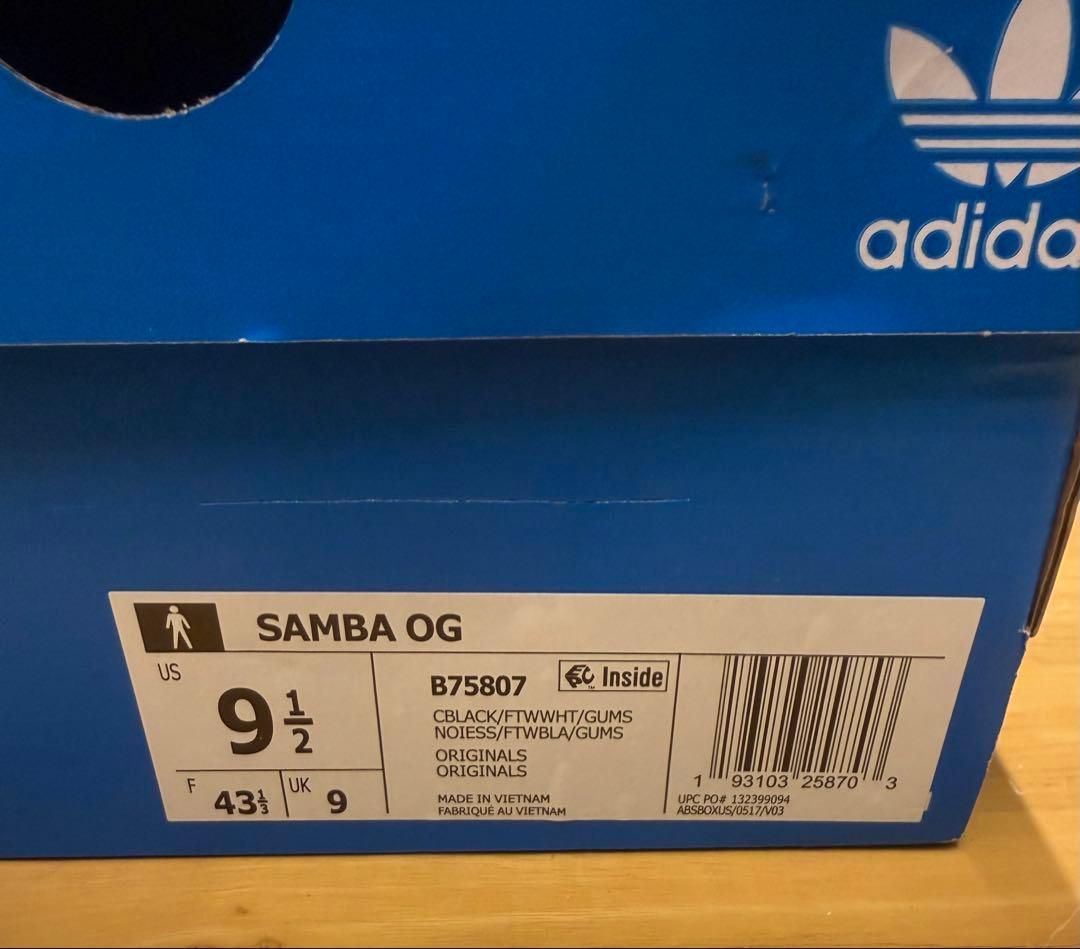 adida
SAMBA OG
US
9 1/2
F 43 1/3
UK 9
B75807
Inside
CBLACK/FTWWHT/GUMS
NOIESS/FTWBLA/GUMS
ORIGINALS
ORIGINALS
MADE IN VIETNAM
FABRIQUÉ AU VIETNAM
1 93103 25870 3
UPC PO# 132399094
ABSBOXUS/0517/V03